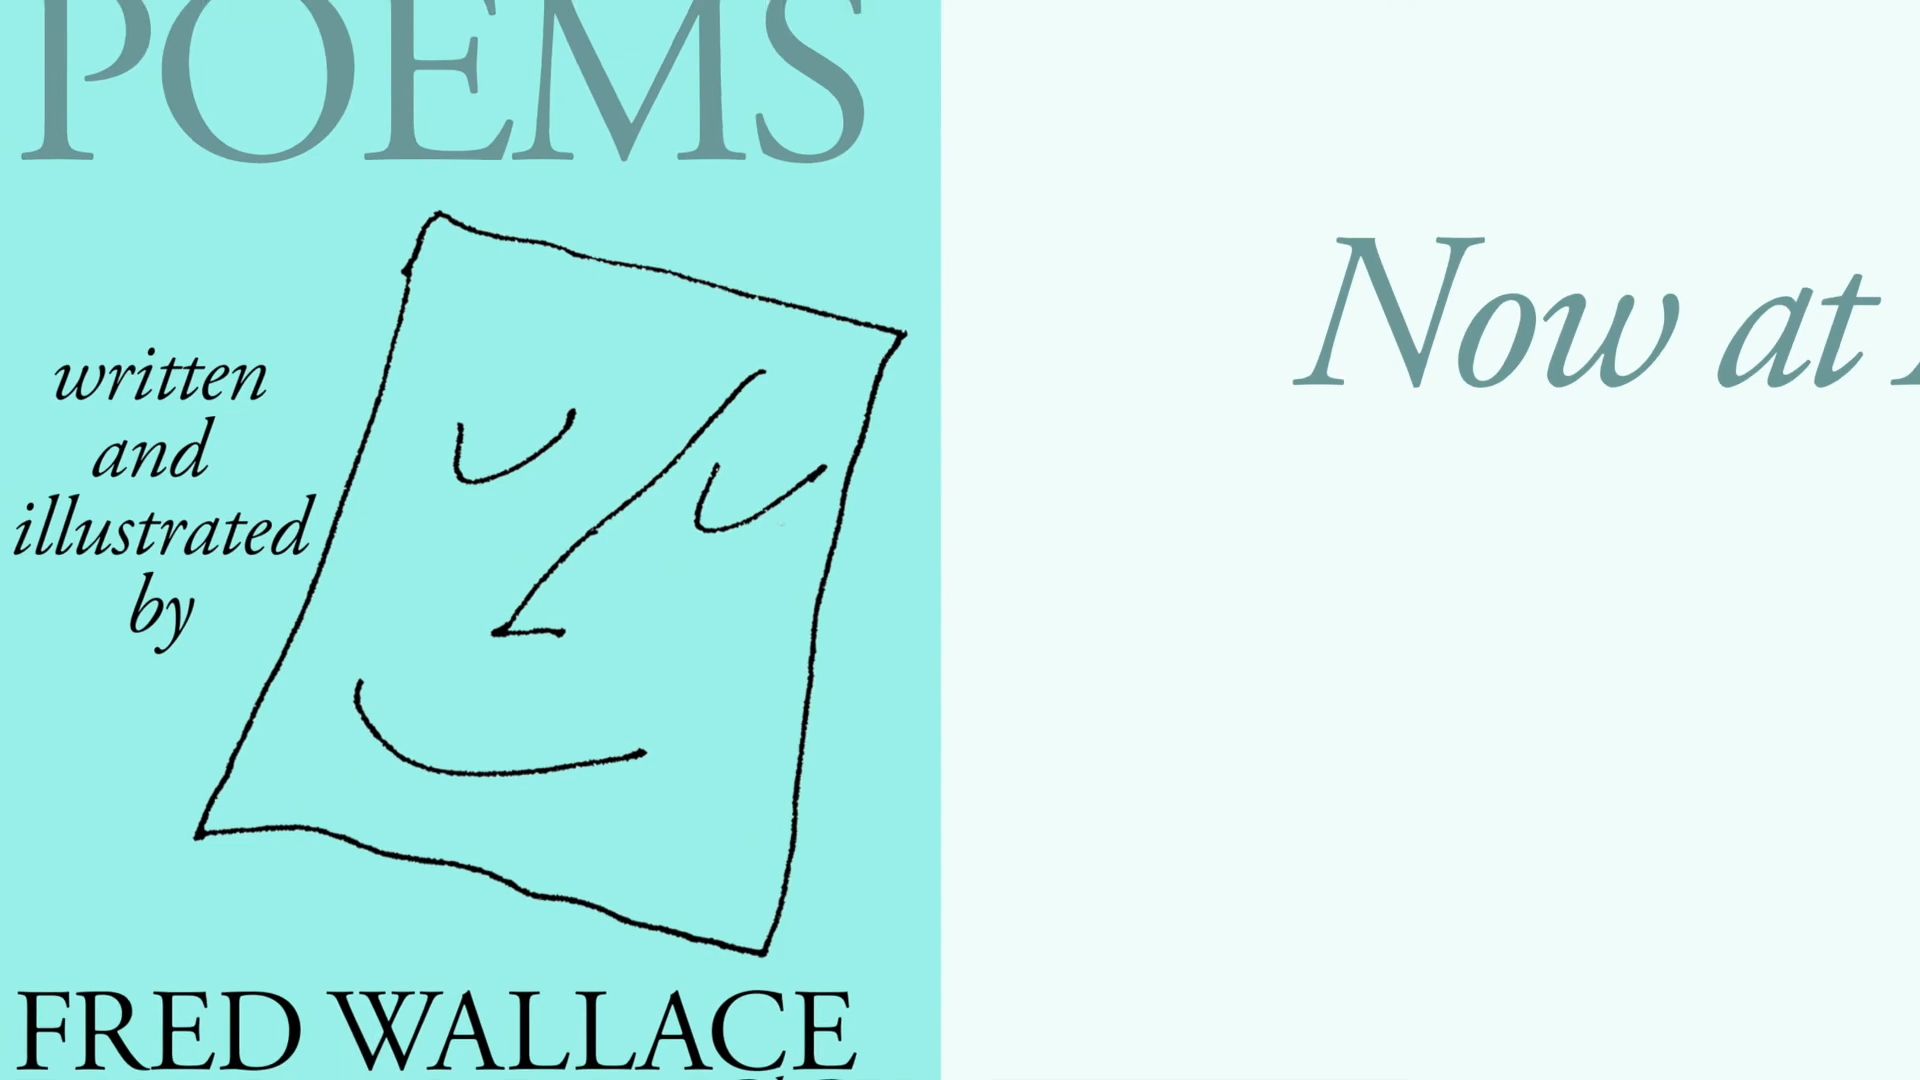 POEMS
written
and
illustrated
by
FRED WALLACE
Now at